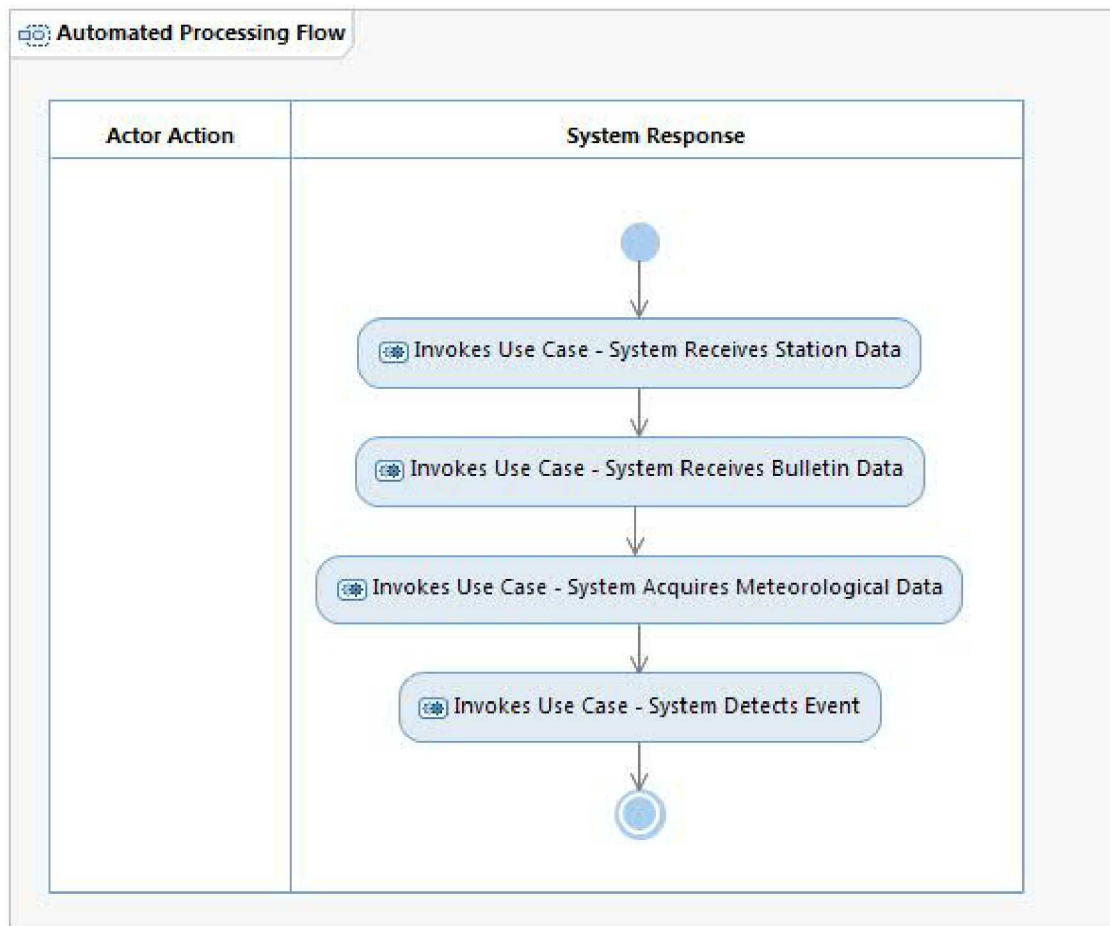 Automated Processing Flow
Actor Action
System Response
Invokes Use Case - System Receives Station Data
Invokes Use Case - System Receives Bulletin Data
Invokes Use Case - System Acquires Meteorological Data
Invokes Use Case - System Detects Event